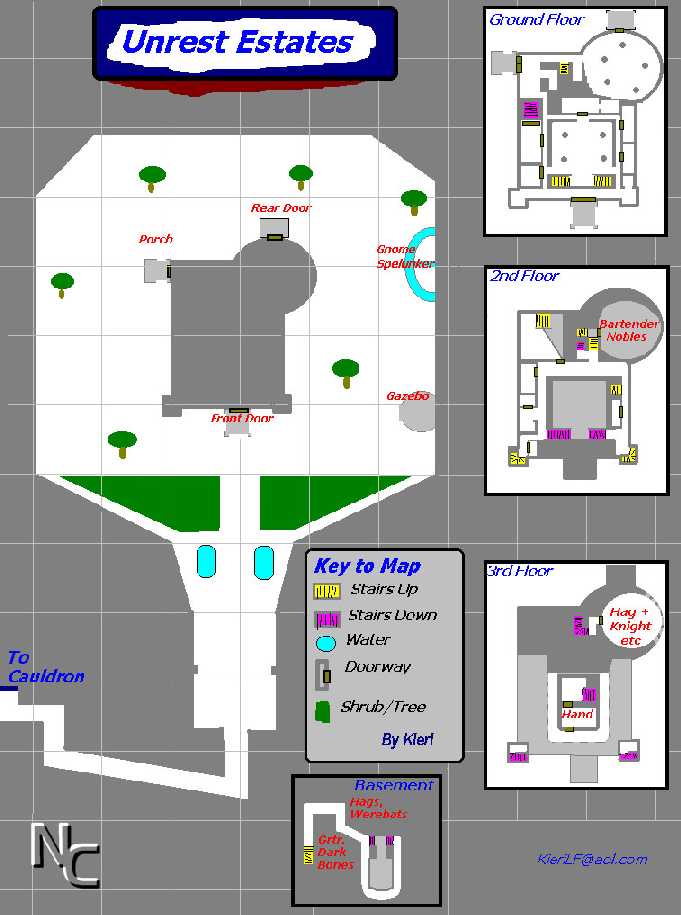 Unrest Estates
Ground Floor
Rear Door
Porch
Gnome
Spelunker
2nd Floor
Bartender
Nobles
Gazebo
Front Door
Key to Map
Stairs Up
Stairs Down
Water
Doorway
Shrub/Tree
By Kieri
3rd Floor
Hag +
Knight
etc
Hand
To
Cauldron
Basement
Hags,
Werebats
Grtr.
Dark
Bones
NC
KieriLF@aol.com